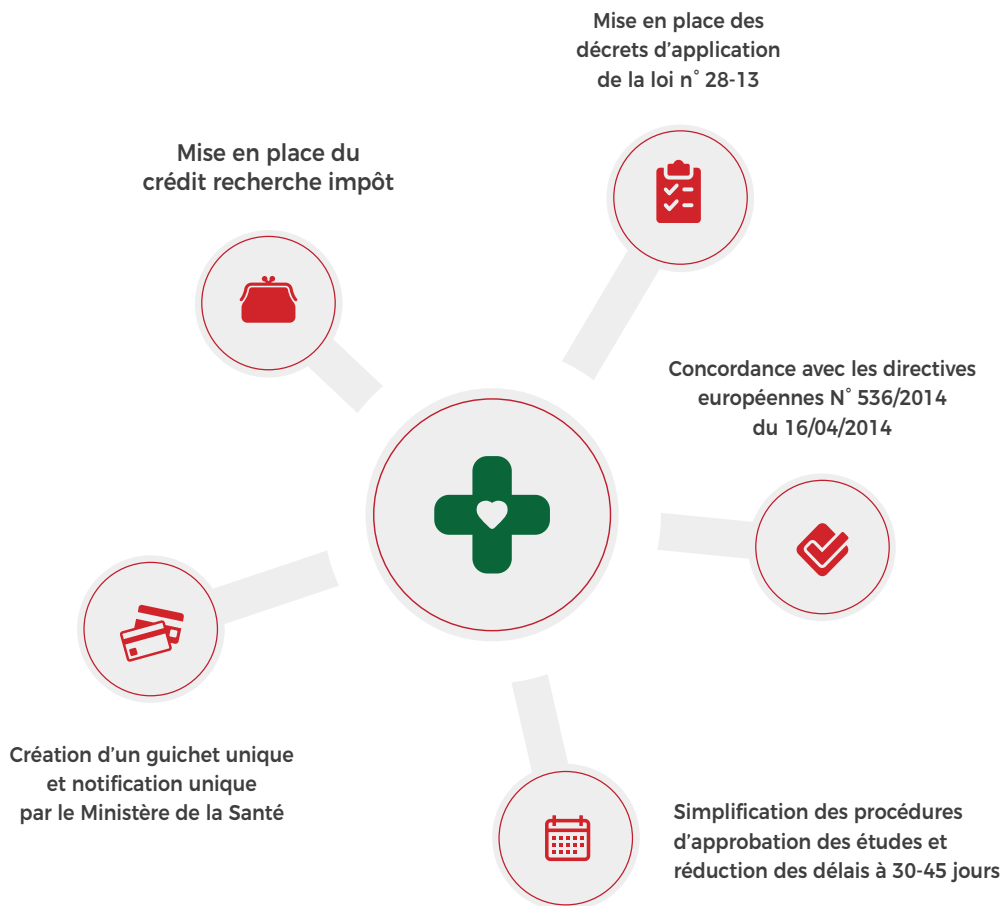 Mise en place des
décrets d’application
de la loi n° 28-13
Mise en place du
crédit recherche impôt
Concordance avec les directives
européennes N° 536/2014
du 16/04/2014
Création d’un guichet unique
et notification unique
par le Ministère de la Santé
Simplification des procédures
d’approbation des études et
réduction des délais à 30-45 jours